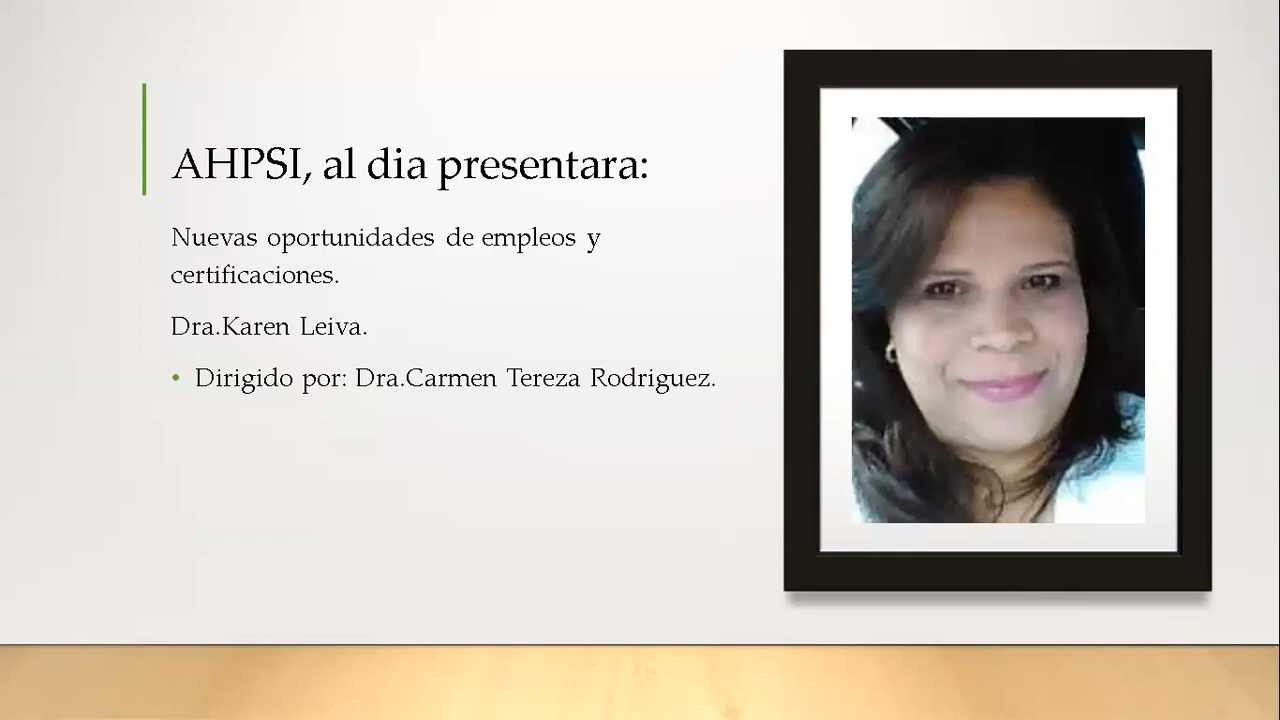 AHPSI, al dia presentara:
Nuevas oportunidades de empleos y
certificaciones.
Dra.Karen Leiva.
• Dirigido por: Dra.Carmen Tereza Rodriguez.